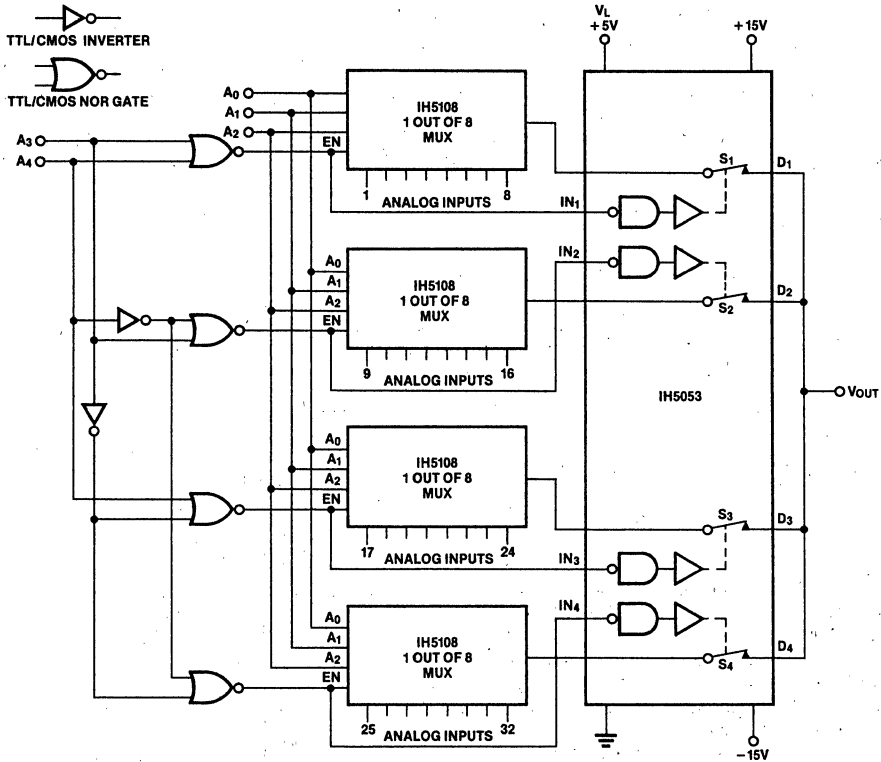 TTL/CMOS INVERTER
TTL/CMOS NOR GATE
VL
+5V
+15V
A3
A4
A0
A1
A2
EN
IH5108
1 OUT OF 8
MUX
1
8
ANALOG INPUTS
IN1
S1
D1
A0
A1
A2
EN
IH5108
1 OUT OF 8
MUX
9
16
ANALOG INPUTS
IN2
S2
D2
IH5053
VOUT
A0
A1
A2
EN
IH5108
1 OUT OF 8
MUX
17
24
ANALOG INPUTS
IN3
S3
D3
A0
A1
A2
EN
IH5108
1 OUT OF 8
MUX
25
32
ANALOG INPUTS
IN4
S4
D4
-15V